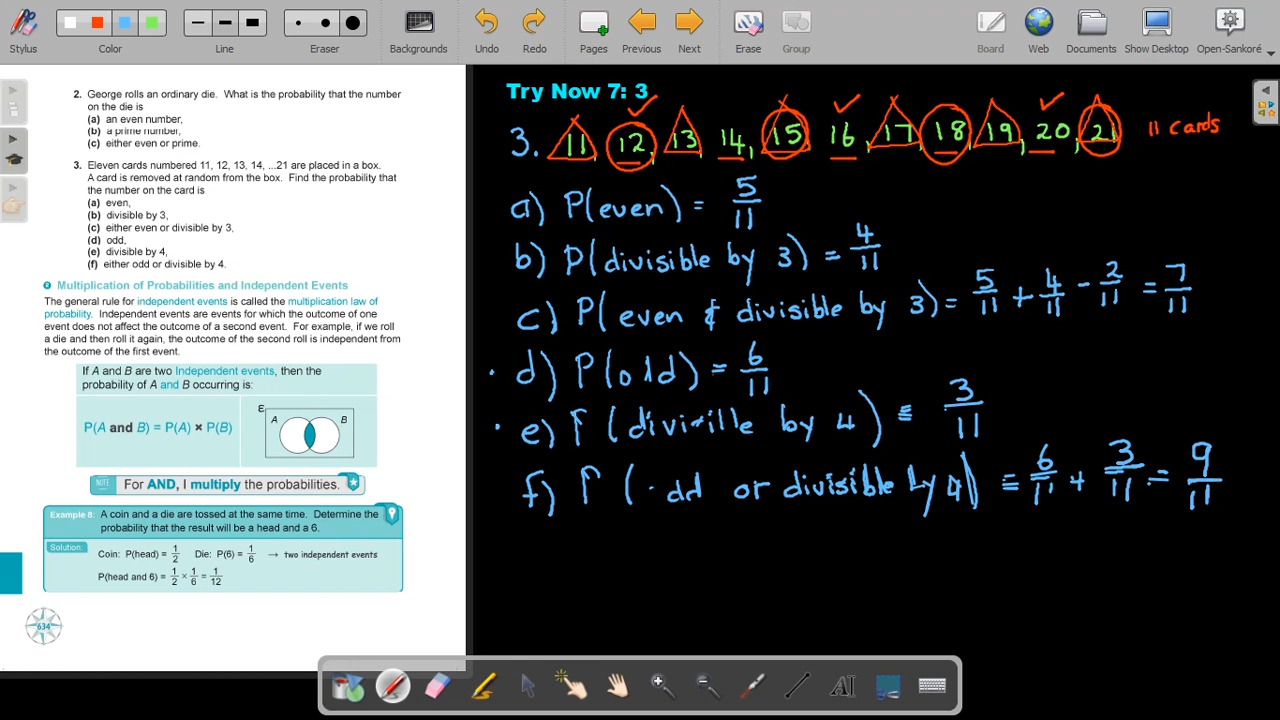 Stylus
Color
Line
Eraser
Backgrounds
Undo
Redo
Pages
Previous
Next
Erase
Group
Board
Web
Documents
Show Desktop
Open-Sankoré
2. George rolls an ordinary die. What is the probability that the number
on the die is
(a) an even number,
(b) a prime number,
(c) either even or prime.
3. Eleven cards numbered 11, 12, 13, 14, ...21 are placed in a box.
A card is removed at random from the box. Find the probability that
the number on the card is
(a) even,
(b) divisible by 3,
(c) either even or divisible by 3,
(d) odd,
(e) divisible by 4,
(f) either odd or divisible by 4.
Multiplication of Probabilities and Independent Events
The general rule for independent events is called the multiplication law of
probability. Independent events are events for which the outcome of one
event does not affect the outcome of a second event. For example, if we roll
a die and then roll it again, the outcome of the second roll is independent from
the outcome of the first event.
If A and B are two Independent events, then the
probability of A and B occurring is:
P(A and B) = P(A) × P(B)
ε
A B
NOTE For AND, I multiply the probabilities.
Example 8: A coin and a die are tossed at the same time. Determine the
probability that the result will be a head and a 6.
Solution:
Coin: P(head) = 1/2 Die: P(6) = 1/6 → two independent events
P(head and 6) = 1/2 × 1/6 = 1/12
634
Try Now 7: 3
3. 11, 12, 13, 14, 15, 16, 17, 18, 19, 20, 21 11 cards
a) P(even) = 5/11
b) P(divisible by 3) = 4/11
c) P( even & divisible by 3) = 5/11 + 4/11 - 2/11 = 7/11
d) P(odd) = 6/11
e) P (divisible by 4) = 3/11
f) P (odd or divisible by 4) = 6/11 + 3/11 = 9/11